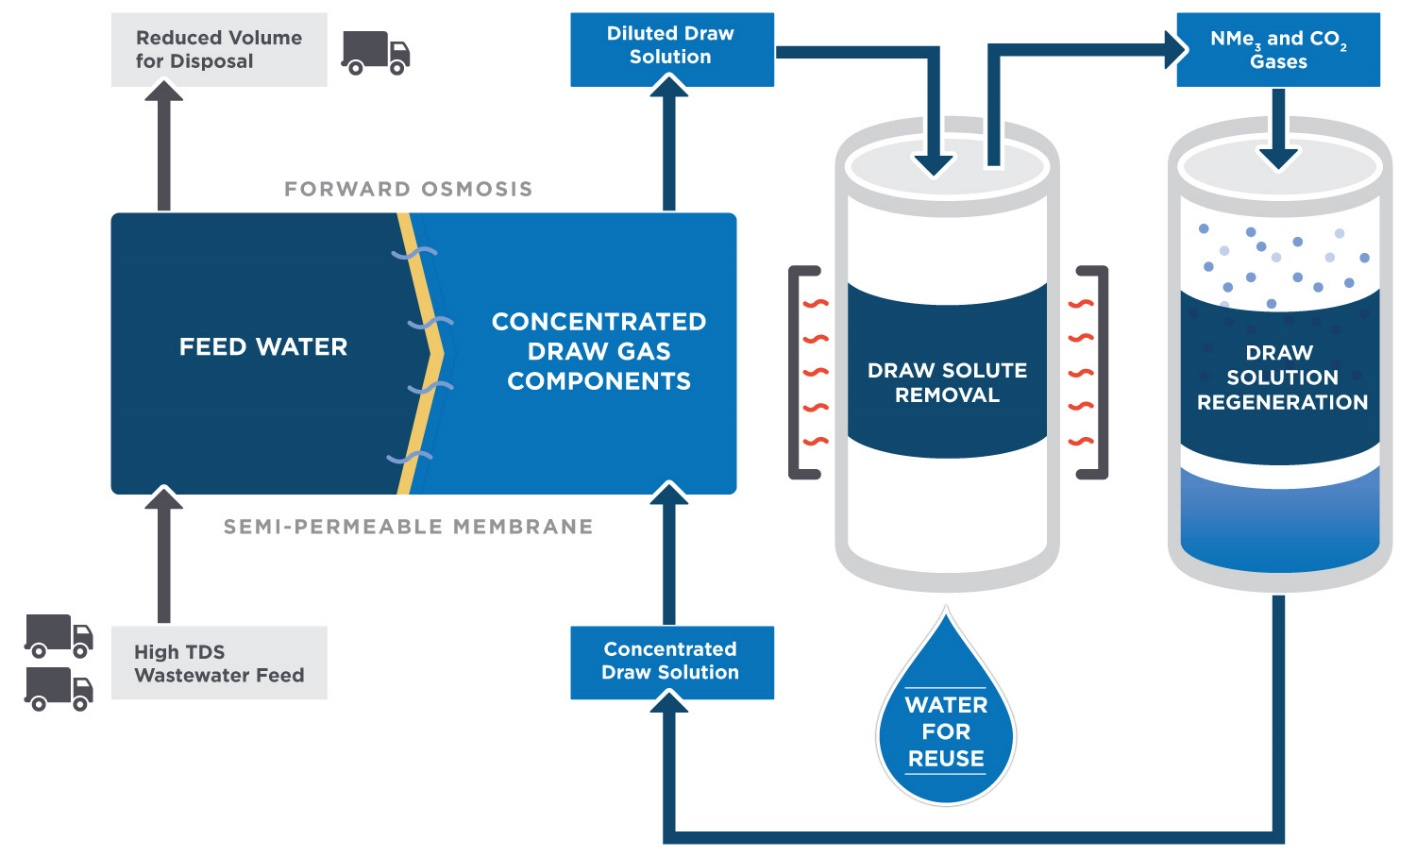 Reduced Volume
for Disposal
Diluted Draw
Solution
NMe3 and CO2
Gases
FORWARD OSMOSIS
FEED WATER
CONCENTRATED
DRAW GAS
COMPONENTS
DRAW SOLUTE
REMOVAL
DRAW
SOLUTION
REGENERATION
SEMI-PERMEABLE MEMBRANE
High TDS
Wastewater Feed
Concentrated
Draw Solution
WATER
FOR
REUSE